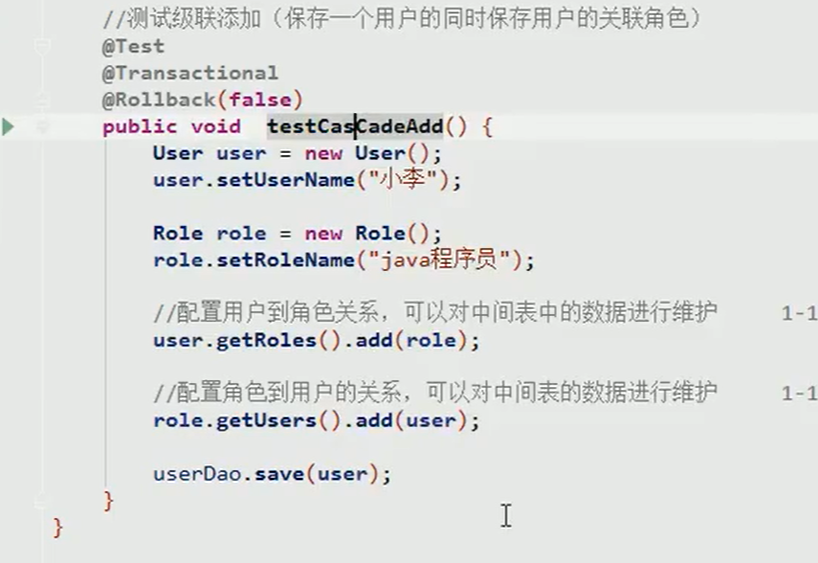 //测试级联添加（保存一个用户的同时保存用户的关联角色）
@Test
@Transactional
@Rollback(false)
public void testCasCadeAdd() {
User user = new User();
user.setUserName("小李");
Role role = new Role();
role.setRoleName("java程序员");
//配置用户到角色关系，可以对中间表中的数据进行维护 1-1
user.getRoles().add(role);
//配置角色到用户的关系，可以对中间表的数据进行维护 1-1
role.getUsers().add(user);
userDao.save(user);
}
}